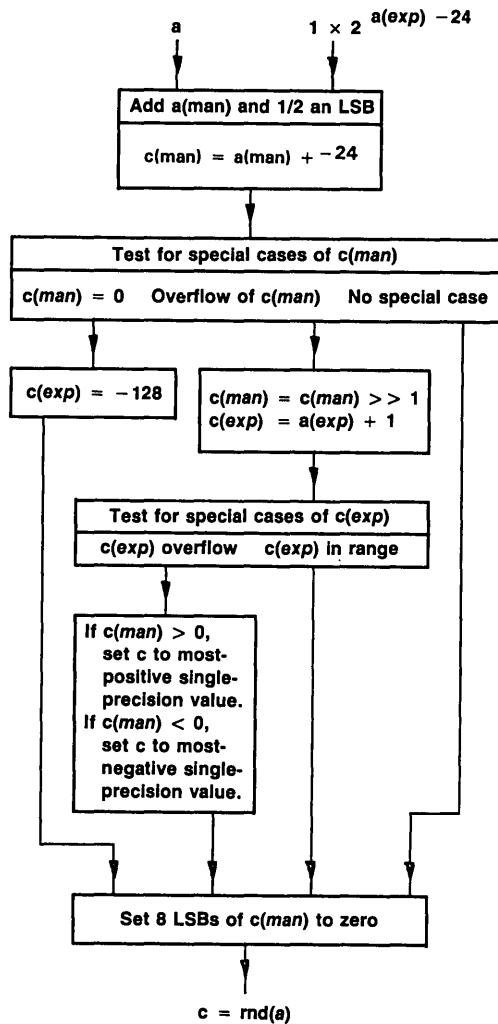 a
1 × 2 a(exp) −24
Add a(man) and 1/2 an LSB
c(man) = a(man) + −24
Test for special cases of c(man)
c(man) = 0 Overflow of c(man) No special case
c(exp) = −128
c(man) = c(man) >> 1
c(exp) = a(exp) + 1
Test for special cases of c(exp)
c(exp) overflow c(exp) in range
If c(man) > 0,
set c to most-
positive single-
precision value.
If c(man) < 0,
set c to most-
negative single-
precision value.
Set 8 LSBs of c(man) to zero
c = rnd(a)